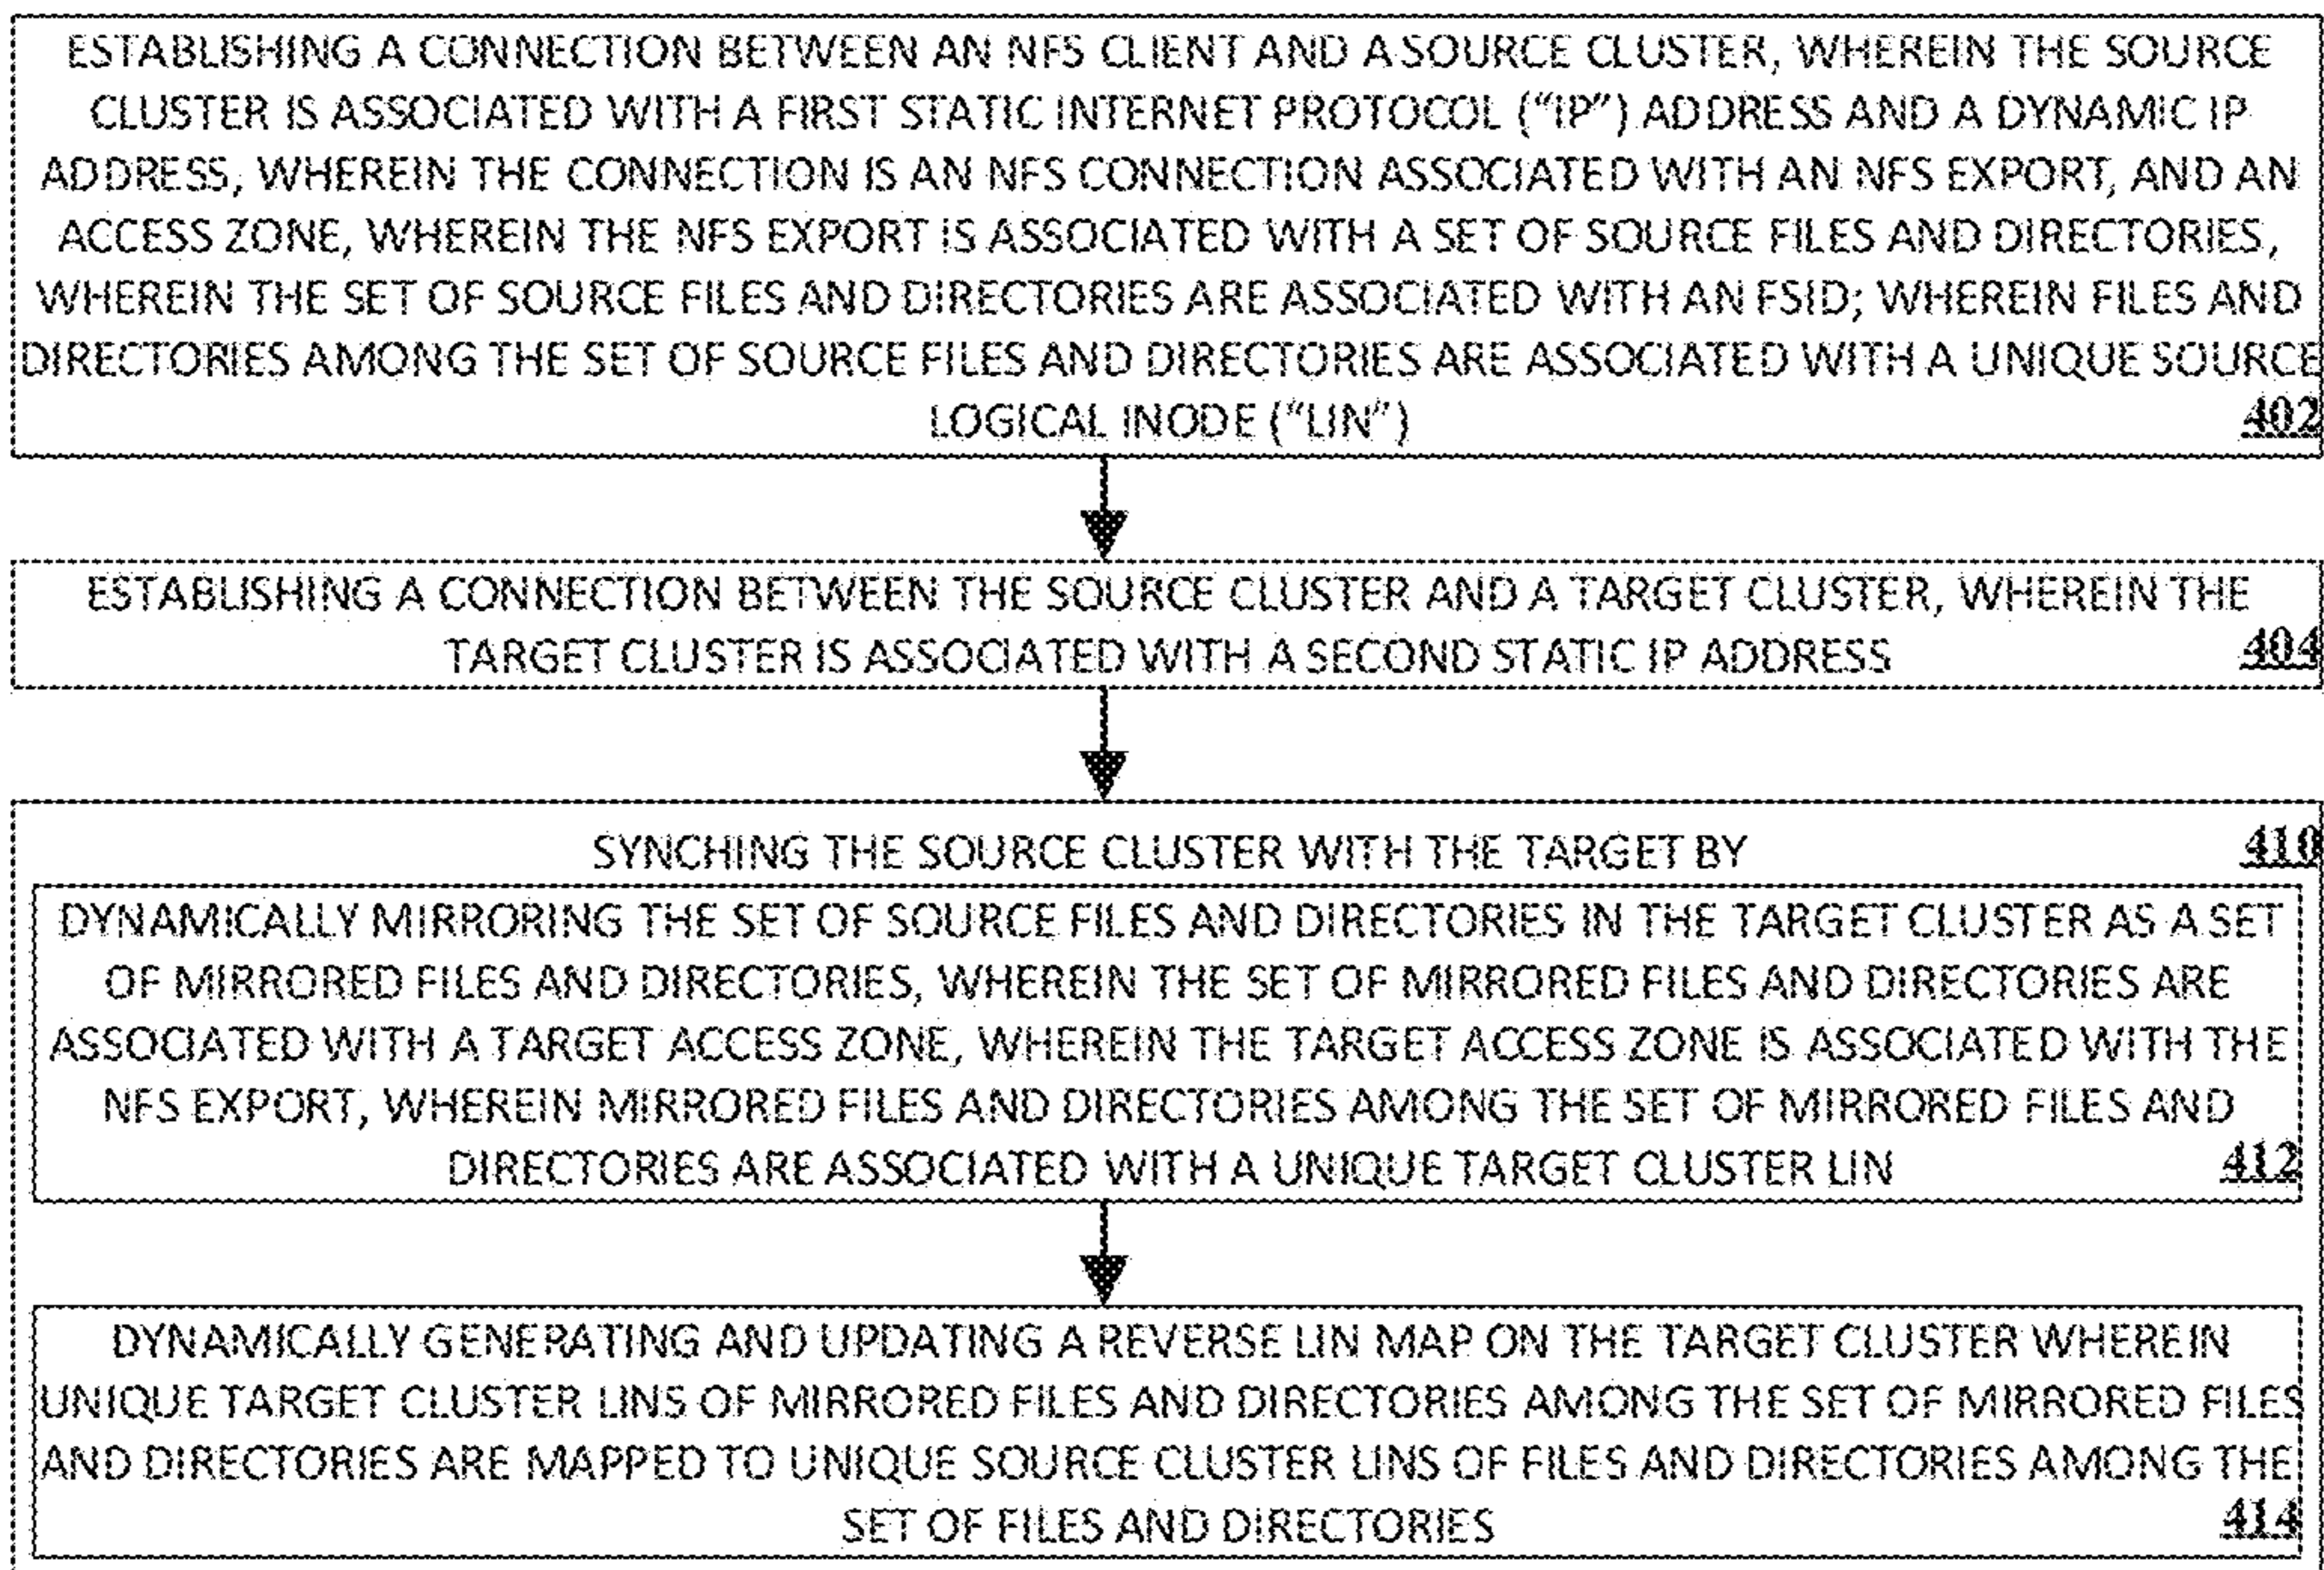 ESTABLISHING A CONNECTION BETWEEN AN NFS CLIENT AND A SOURCE CLUSTER, WHEREIN THE SOURCE
CLUSTER IS ASSOCIATED WITH A FIRST STATIC INTERNET PROTOCOL ("IP") ADDRESS AND A DYNAMIC IP
ADDRESS, WHEREIN THE CONNECTION IS AN NFS CONNECTION ASSOCIATED WITH AN NFS EXPORT, AND AN
ACCESS ZONE, WHEREIN THE NFS EXPORT IS ASSOCIATED WITH A SET OF SOURCE FILES AND DIRECTORIES,
WHEREIN THE SET OF SOURCE FILES AND DIRECTORIES ARE ASSOCIATED WITH AN FSID; WHEREIN FILES AND
DIRECTORIES AMONG THE SET OF SOURCE FILES AND DIRECTORIES ARE ASSOCIATED WITH A UNIQUE SOURCE
LOGICAL INODE ("LIN") 402
ESTABLISHING A CONNECTION BETWEEN THE SOURCE CLUSTER AND A TARGET CLUSTER, WHEREIN THE
TARGET CLUSTER IS ASSOCIATED WITH A SECOND STATIC IP ADDRESS 404
SYNCHING THE SOURCE CLUSTER WITH THE TARGET BY 410
DYNAMICALLY MIRRORING THE SET OF SOURCE FILES AND DIRECTORIES IN THE TARGET CLUSTER AS A SET
OF MIRRORED FILES AND DIRECTORIES, WHEREIN THE SET OF MIRRORED FILES AND DIRECTORIES ARE
ASSOCIATED WITH A TARGET ACCESS ZONE, WHEREIN THE TARGET ACCESS ZONE IS ASSOCIATED WITH THE
NFS EXPORT, WHEREIN MIRRORED FILES AND DIRECTORIES AMONG THE SET OF MIRRORED FILES AND
DIRECTORIES ARE ASSOCIATED WITH A UNIQUE TARGET CLUSTER LIN 412
DYNAMICALLY GENERATING AND UPDATING A REVERSE LIN MAP ON THE TARGET CLUSTER WHEREIN
UNIQUE TARGET CLUSTER LINS OF MIRRORED FILES AND DIRECTORIES AMONG THE SET OF MIRRORED FILES
AND DIRECTORIES ARE MAPPED TO UNIQUE SOURCE CLUSTER LINS OF FILES AND DIRECTORIES AMONG THE
SET OF FILES AND DIRECTORIES 414